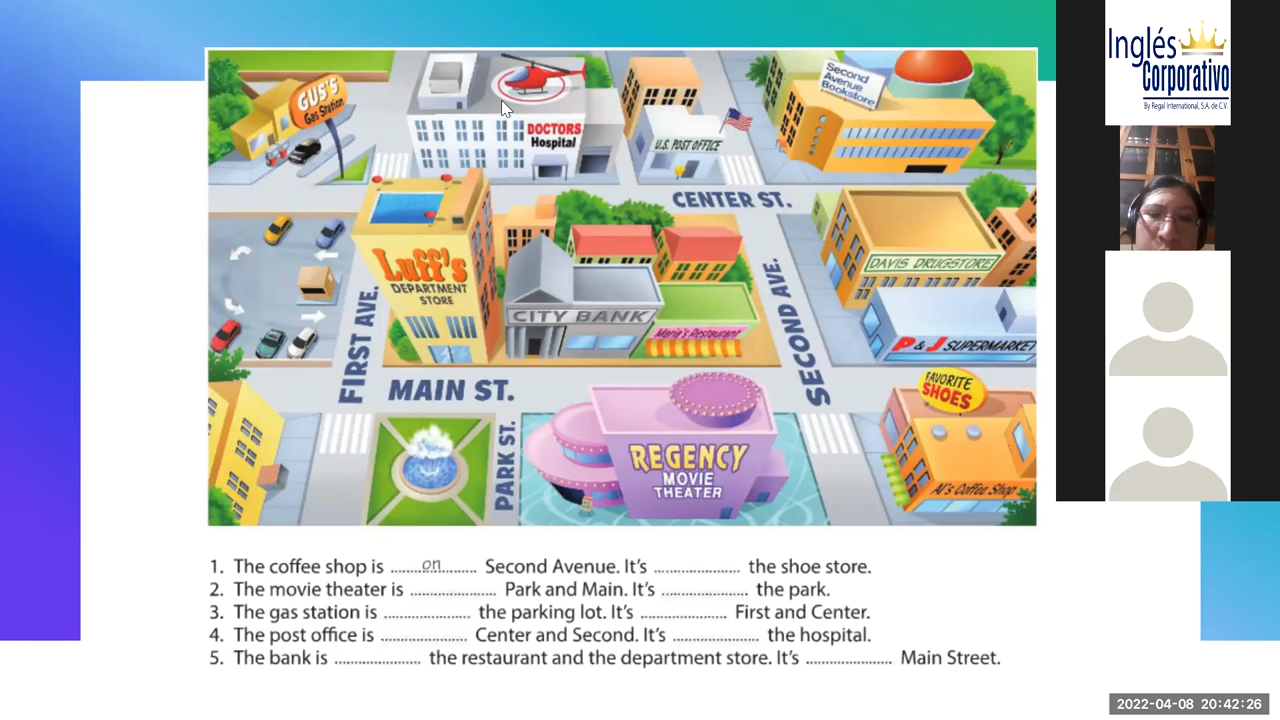 GUS'S
Gas Station
DOCTORS
Hospital
U.S. POST OFFICE
Second
Avenue
Bookstore
CENTER ST.
Luff's
DEPARTMENT
STORE
CITY BANK
Maria's Restaurant
DAVIS DRUGSTORE
P & J SUPERMARKET
FIRST AVE.
SECOND AVE.
MAIN ST.
PARK ST.
REGENCY
MOVIE
THEATER
FAVORITE
SHOES
Al's Coffee Shop
1. The coffee shop is .........on......... Second Avenue. It's ...................... the shoe store.
2. The movie theater is ...................... Park and Main. It's ...................... the park.
3. The gas station is ...................... the parking lot. It's ...................... First and Center.
4. The post office is ...................... Center and Second. It's ...................... the hospital.
5. The bank is ...................... the restaurant and the department store. It's ...................... Main Street.
Inglés
Corporativo
By Regal International, S.A. de C.V.
2022-04-08 20:42:26